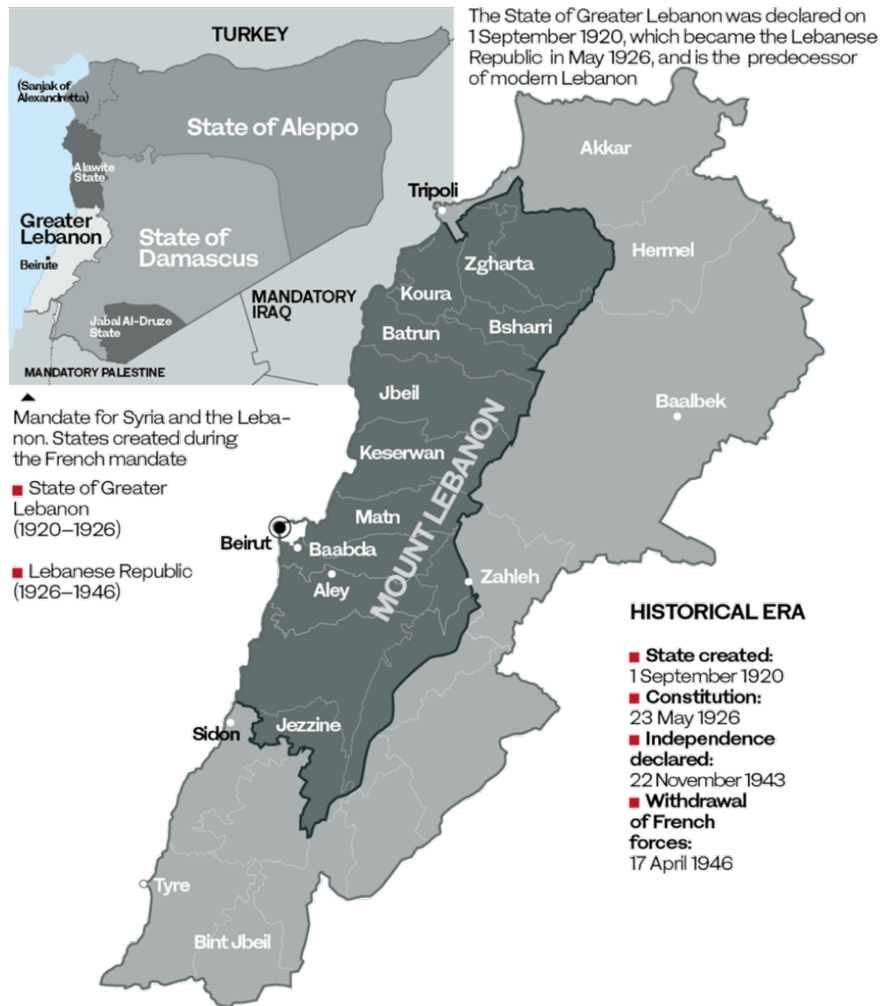 The State of Greater Lebanon was declared on
1 September 1920, which became the Lebanese
Republic in May 1926, and is the predecessor
of modern Lebanon
TURKEY
(Sanjak of
Alexandretta)
State of Aleppo
Alawite
State
Greater
Lebanon
Beirute
State of
Damascus
Jabal Al-Druze
State
MANDATORY
IRAQ
MANDATORY PALESTINE
Mandate for Syria and the Leba-
non. States created during
the French mandate
State of Greater
Lebanon
(1920–1926)
Lebanese Republic
(1926–1946)
Akkar
Tripoli
Hermel
Zgharta
Koura
Batrun
Bsharri
Jbeil
Baalbek
Keserwan
MOUNT LEBANON
Matn
Beirut
Baabda
Aley
Zahleh
Sidon
Jezzine
Tyre
Bint Jbeil
HISTORICAL ERA
State created:
1 September 1920
Constitution:
23 May 1926
Independence
declared:
22 November 1943
Withdrawal
of French
forces:
17 April 1946